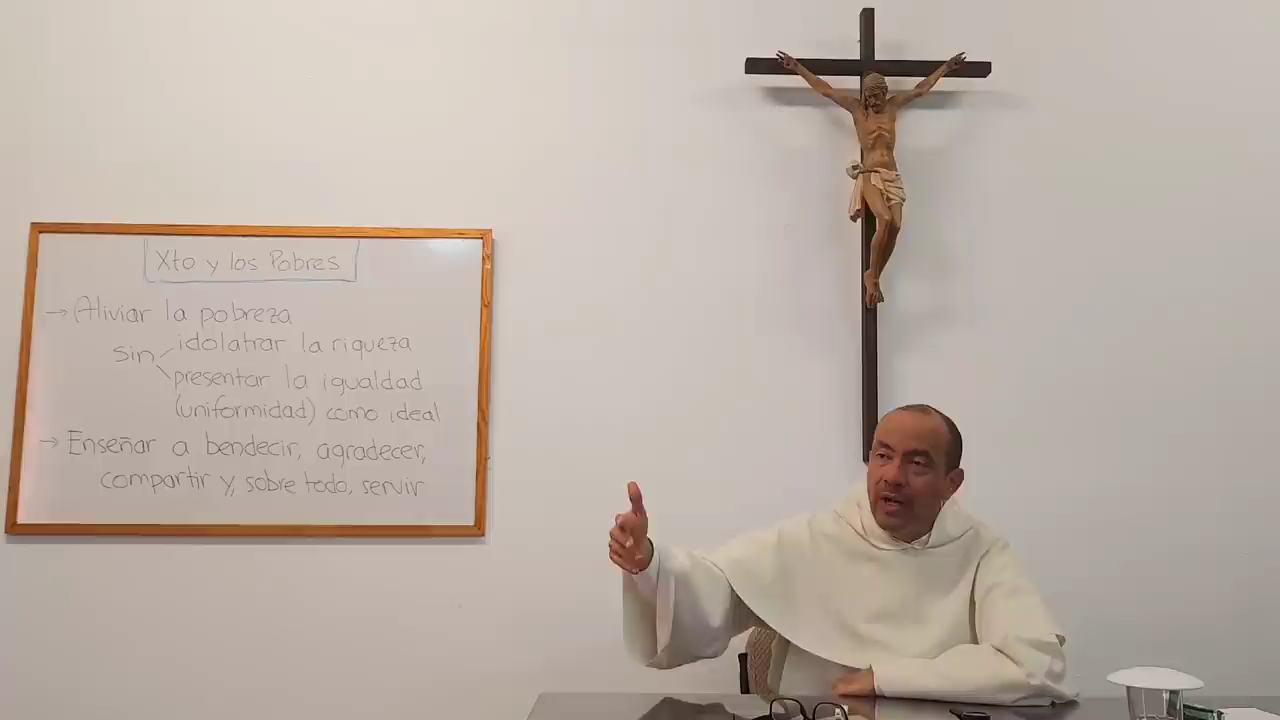 Xto y los Pobres
→ Aliviar la pobreza
sin idolatrar la riqueza
presentar la igualdad
(uniformidad) como ideal
→ Enseñar a bendecir, agradecer,
compartir y, sobre todo, servir